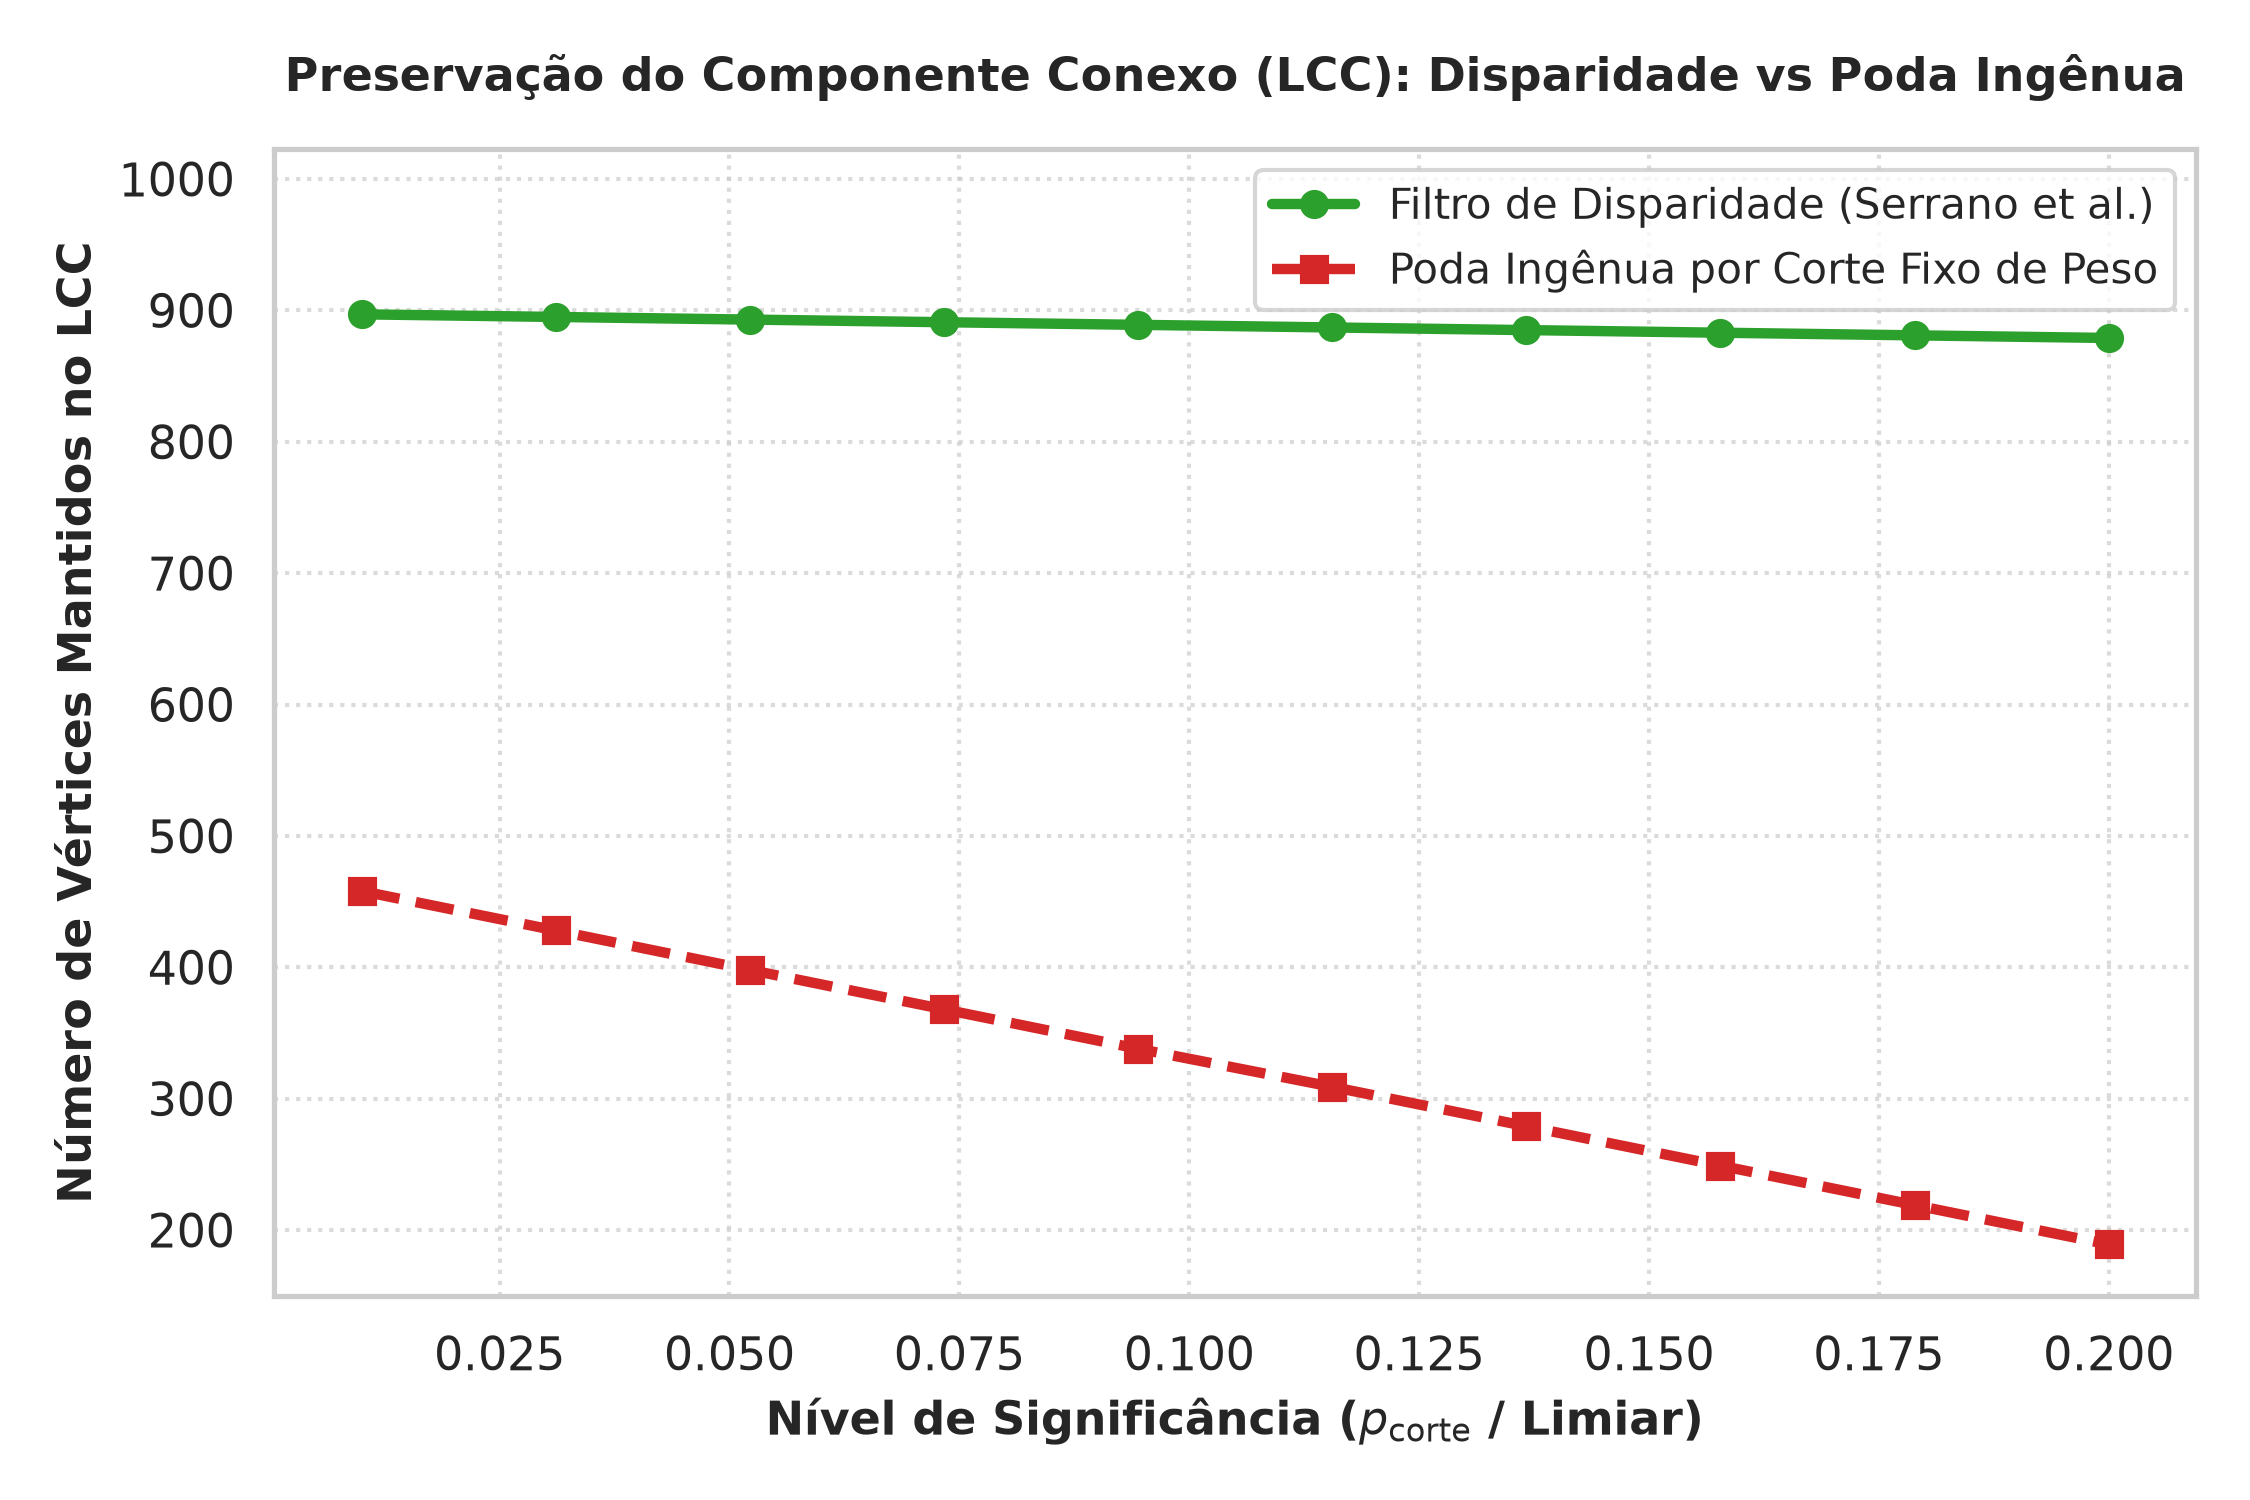 Preservação do Componente Conexo (LCC): Disparidade vs Poda Ingênua
Número de Vértices Mantidos no LCC
1000
900
800
700
600
500
400
300
200
Filtro de Disparidade (Serrano et al.)
Poda Ingênua por Corte Fixo de Peso
0.025 0.050 0.075 0.100 0.125 0.150 0.175 0.200
Nível de Significância (p_corte / Limiar)